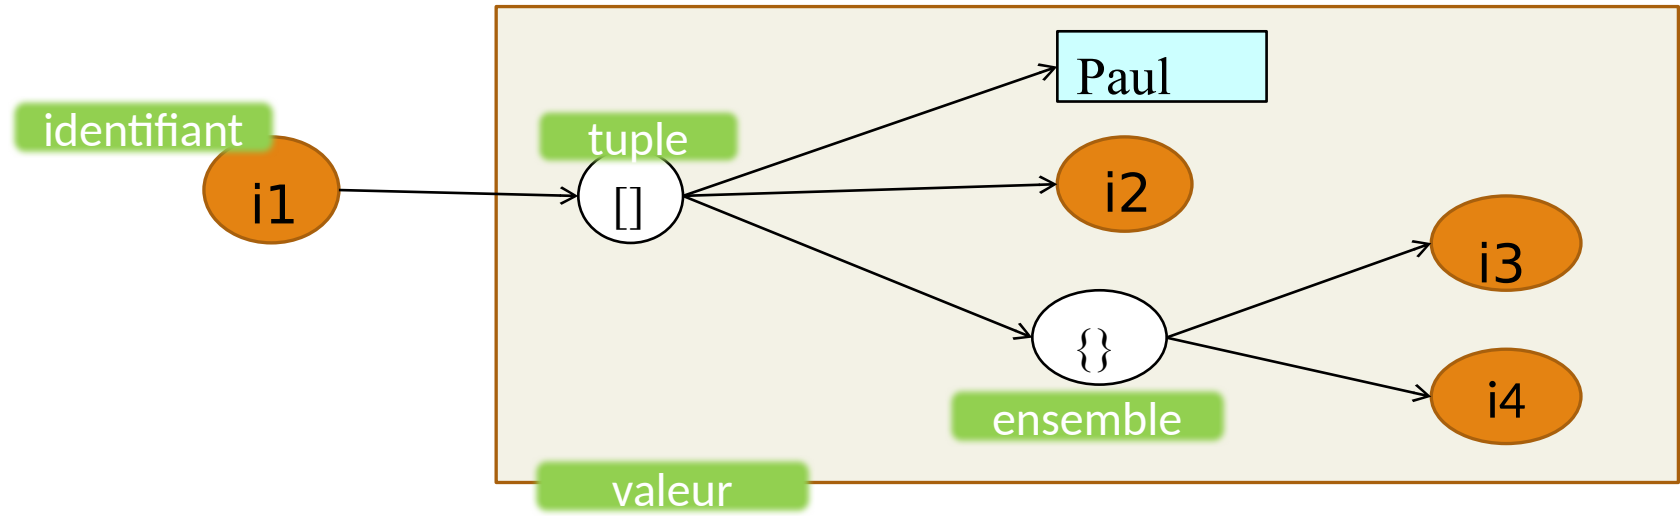 identifiant
i1
tuple
[]
Paul
i2
{}
ensemble
i3
i4
valeur